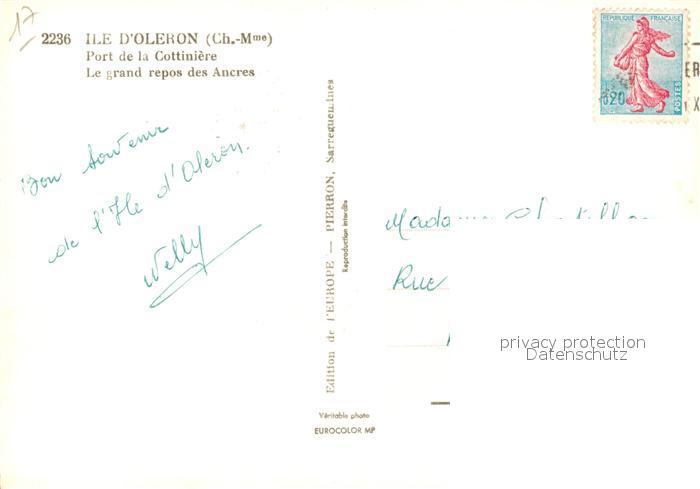 17
2236 ILE D'OLERON (Ch.-Mme)
Port de la Cottinière
Le grand repos des Ancres
Bon souvenir
de l'Ile d'Oleron.
Welly
Edition de l'EUROPE — PIERRON, Sarreguemines
Reproduction interdite
Véritable photo
EUROCOLOR MP
REPUBLIQUE FRANÇAISE
0,20
POSTES
ER
X
Madame
Rue
privacy protection
Datenschutz